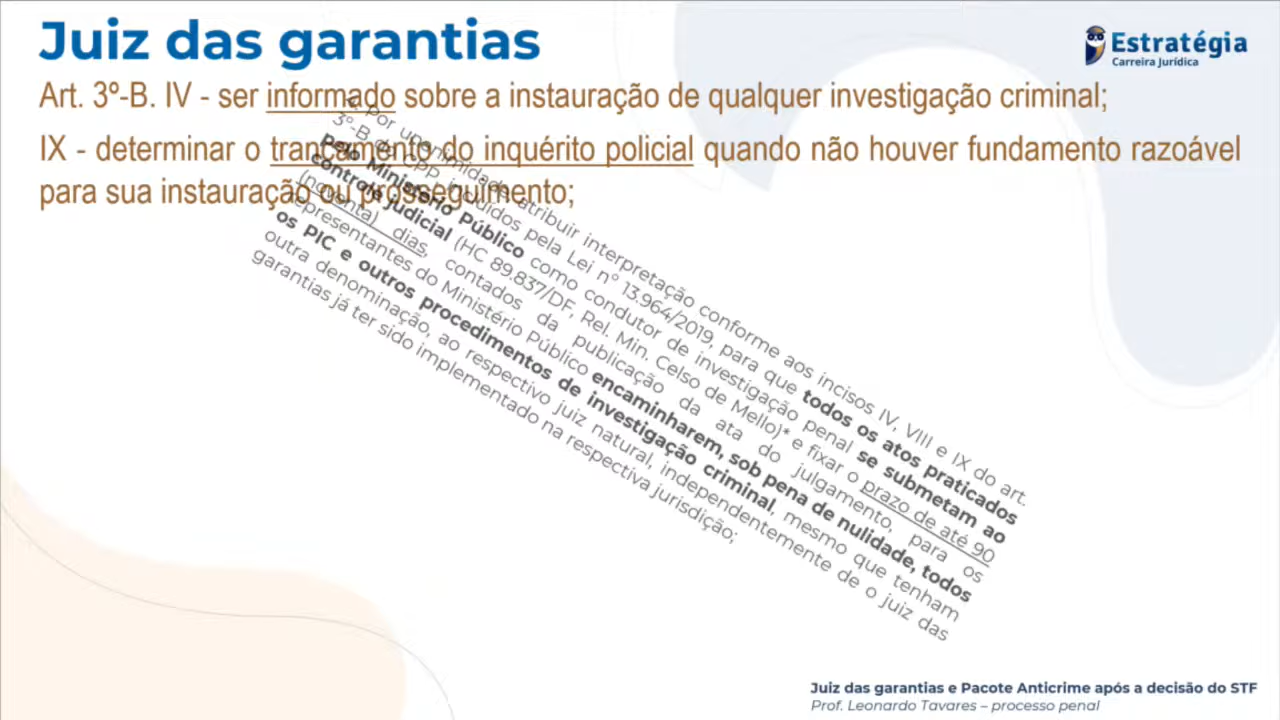 Juiz das garantias
Estratégia
Carreira Jurídica
Art. 3º-B. IV - ser informado sobre a instauração de qualquer investigação criminal;
IX - determinar o trancamento do inquérito policial quando não houver fundamento razoável
para sua instauração ou prosseguimento;
Por unanimidade, atribuir interpretação conforme aos incisos IV, VIII e IX do art.
3º-B do CPP, incluídos pela Lei nº 13.964/2019, para que todos os atos praticados
pelo Ministério Público como condutor de investigação penal se submetam ao
controle judicial (HC 89.837/DF, Rel. Min. Celso de Mello)* e fixar o prazo de até 90
(noventa) dias, contados da publicação da ata do julgamento, para os
representantes do Ministério Público encaminharem, sob pena de nulidade, todos
os PIC e outros procedimentos de investigação criminal, mesmo que tenham
outra denominação, ao respectivo juiz natural, independentemente de o juiz das
garantias já ter sido implementado na respectiva jurisdição;
Juiz das garantias e Pacote Anticrime após a decisão do STF
Prof. Leonardo Tavares – processo penal